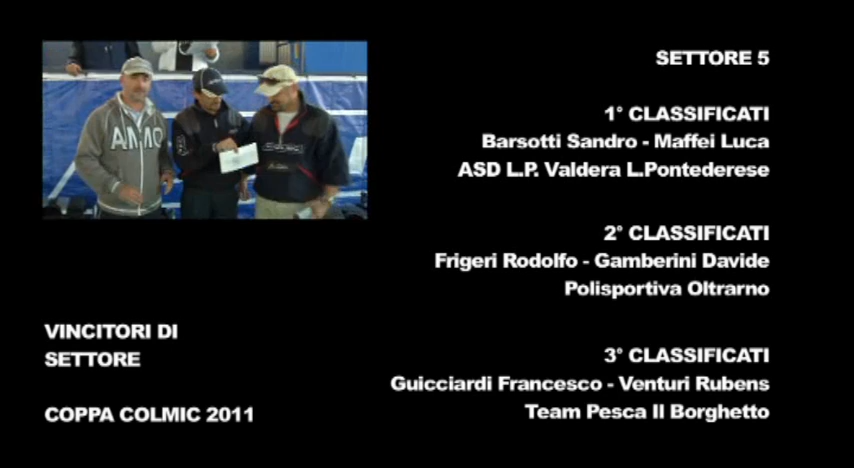 AMO
SETTORE 5
1° CLASSIFICATI
Barsotti Sandro - Maffei Luca
ASD L.P. Valdera L.Pontederese
2° CLASSIFICATI
Frigeri Rodolfo - Gamberini Davide
Polisportiva Oltrarno
3° CLASSIFICATI
Guicciardi Francesco - Venturi Rubens
Team Pesca Il Borghetto
VINCITORI DI
SETTORE
COPPA COLMIC 2011